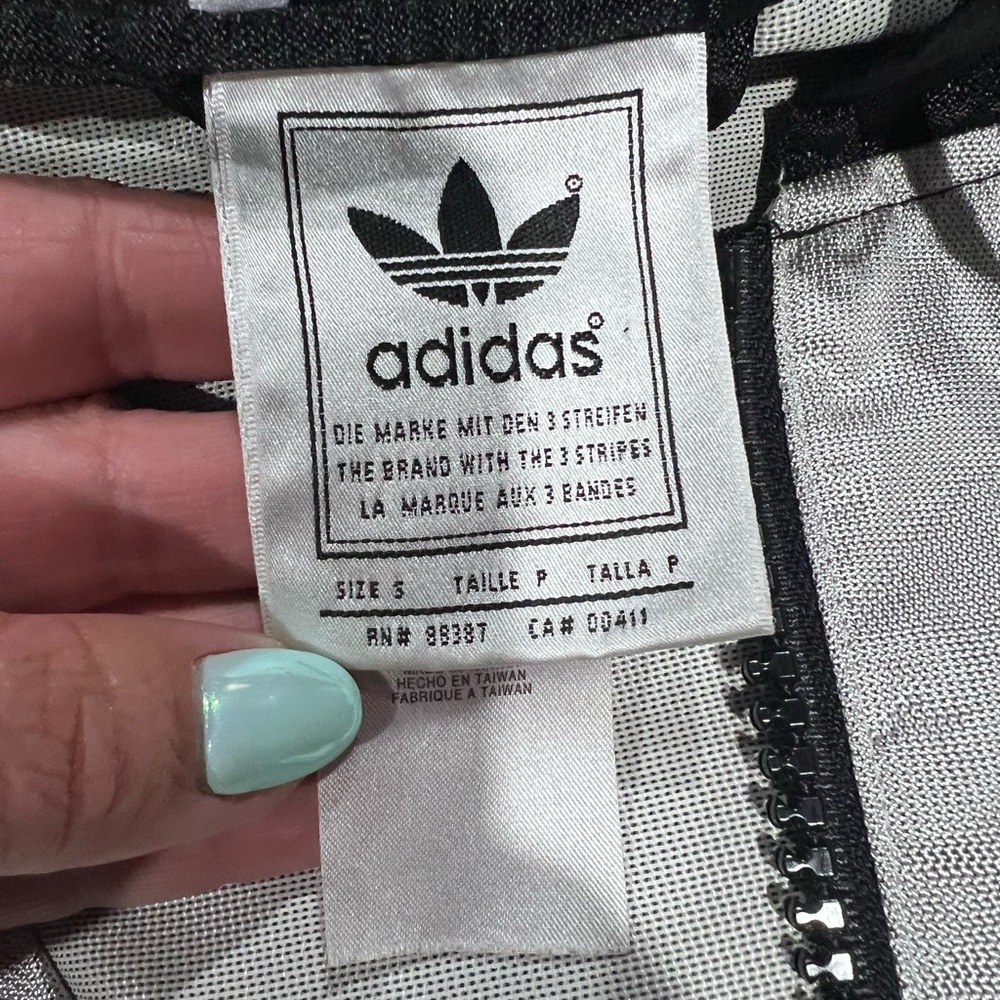 adidas
DIE MARKE MIT DEN 3 STREIFEN
THE BRAND WITH THE 3 STRIPES
LA MARQUE AUX 3 BANDES
SIZE S TAILLE P TALLA P
RN# 88387 CA# 00411
HECHO EN TAIWAN
FABRIQUE A TAIWAN